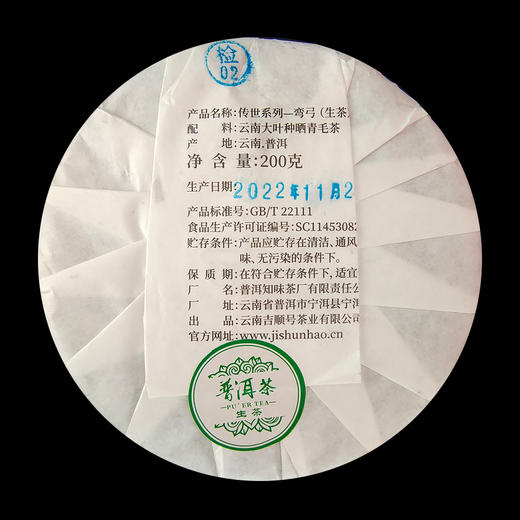 检
02
产品名称:传世系列—弯弓(生茶)
配 料:云南大叶种晒青毛茶
产 地:云南.普洱
净 含 量:200克
生产日期 2022年11月2
产品标准号:GB/T 22111
食品生产许可证编号:SC11453082
贮存条件:产品应贮存在清洁、通风
味、无污染的条件下。
保 质 期:在符合贮存条件下,适宜
厂 名:普洱知味茶厂有限责任公
厂 址:云南省普洱市宁洱县宁洱
出 品:云南吉顺号茶业有限公司
官方网址:www.jishunhao.cn
普洱茶
PU'ER TEA
生茶